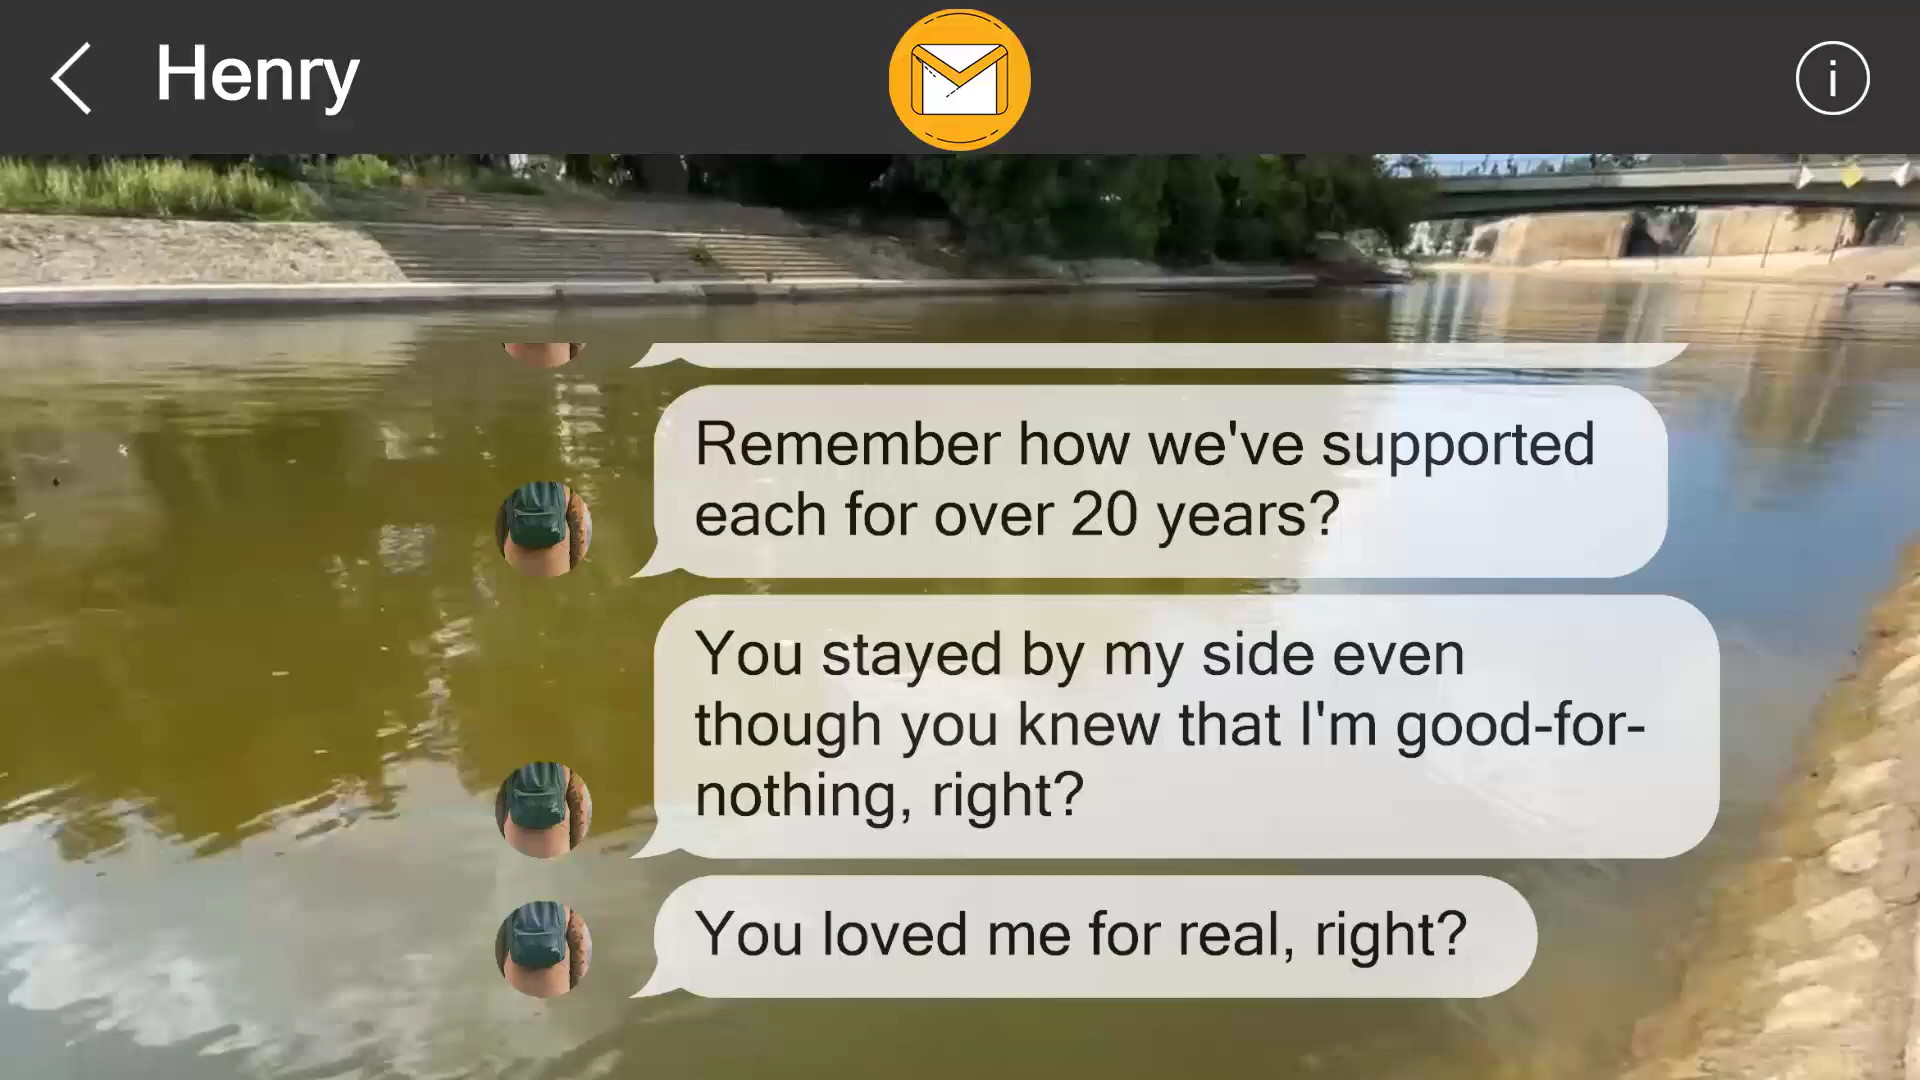 Henry
i
Remember how we've supported
each for over 20 years?
You stayed by my side even
though you knew that I'm good-for-
nothing, right?
You loved me for real, right?